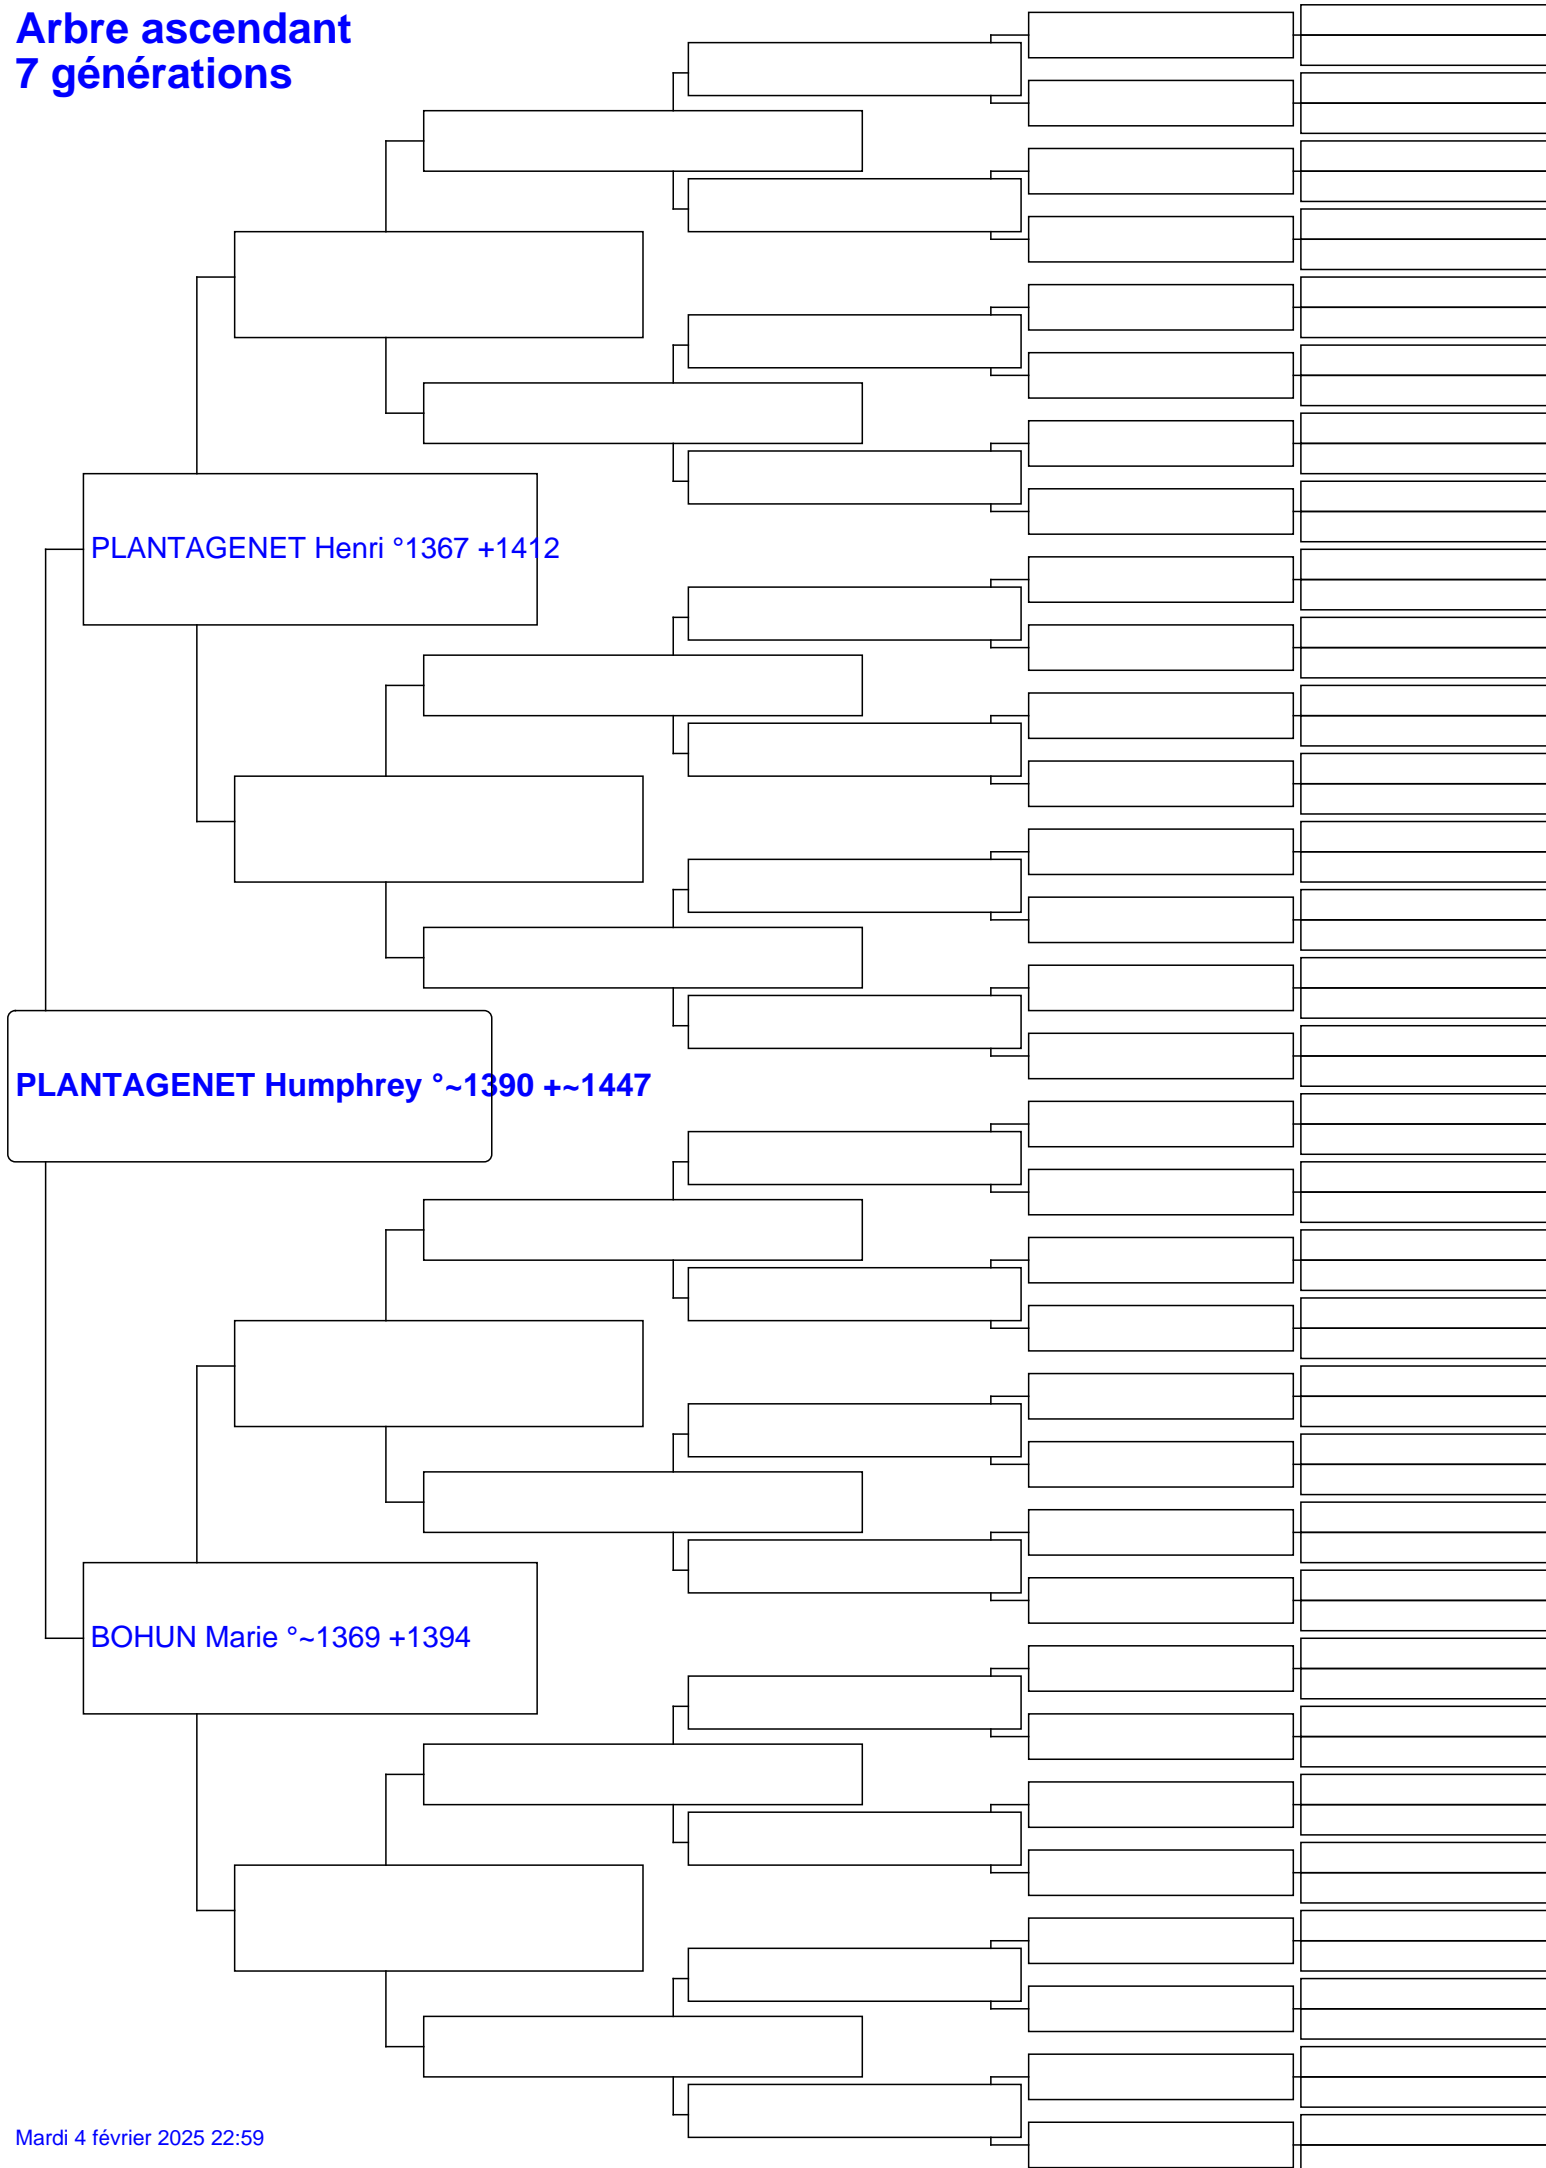 Arbre ascendant
7 générations
PLANTAGENET Henri °1367 +1412
PLANTAGENET Humphrey °~1390 +~1447
BOHUN Marie °~1369 +1394
Mardi 4 février 2025 22:59